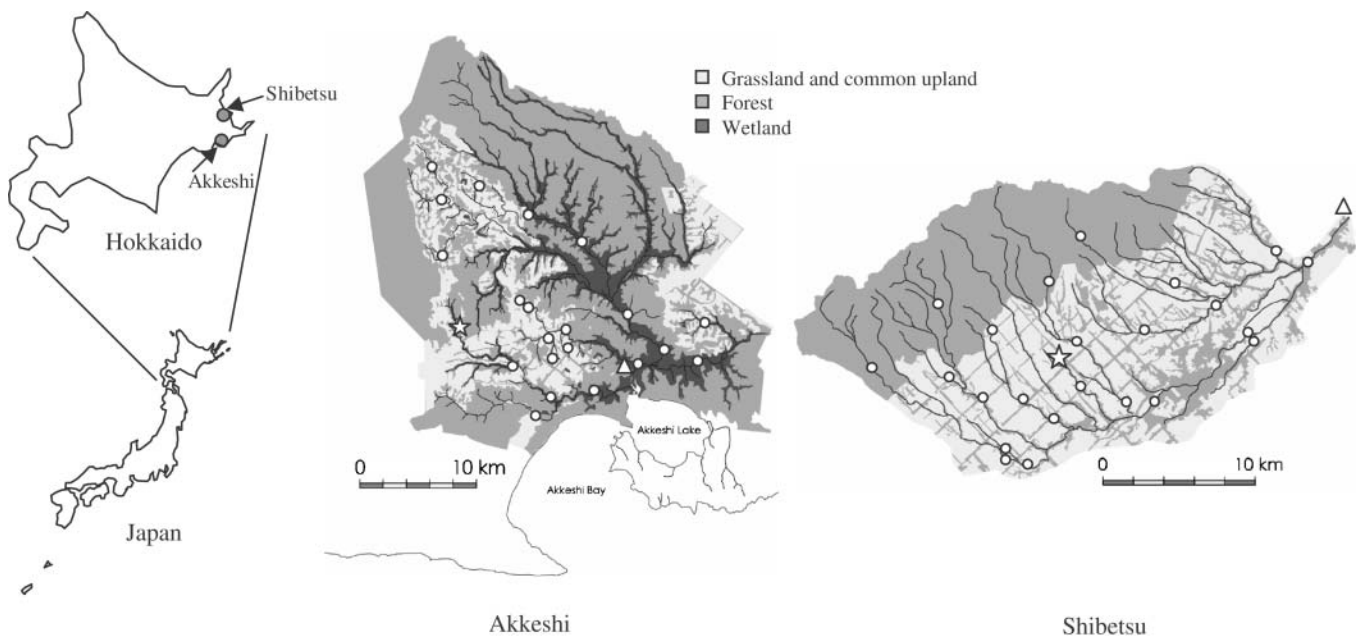 Shibetsu
Akkeshi
Hokkaido
Japan
Grassland and common upland
Forest
Wetland
Akkeshi Lake
0 10 km
Akkeshi Bay
Akkeshi
0 10 km
Shibetsu